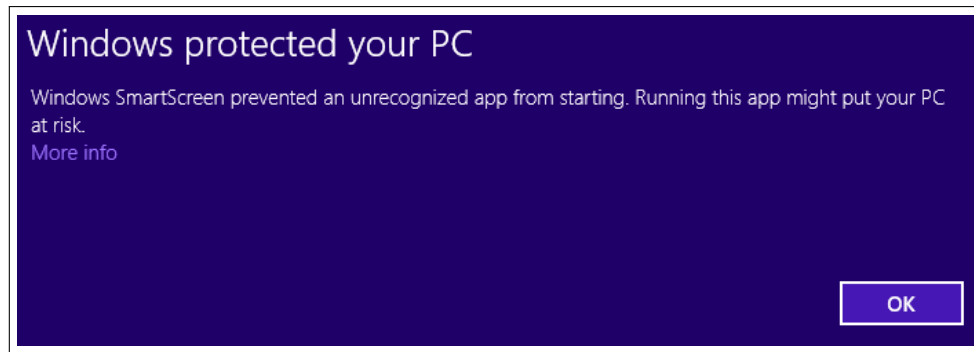 Windows protected your PC
Windows SmartScreen prevented an unrecognized app from starting. Running this app might put your PC
at risk.
More info
OK